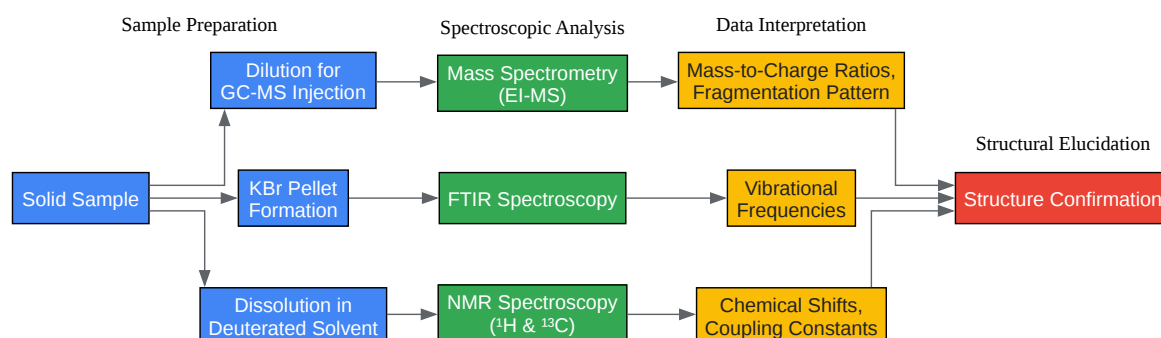 Sample Preparation
Spectroscopic Analysis
Data Interpretation
Dilution for
GC-MS Injection
Mass Spectrometry
(EI-MS)
Mass-to-Charge Ratios,
Fragmentation Pattern
Structural Elucidation
Solid Sample
KBr Pellet
Formation
FTIR Spectroscopy
Vibrational
Frequencies
Structure Confirmation
Dissolution in
Deuterated Solvent
NMR Spectroscopy
(¹H & ¹³C)
Chemical Shifts,
Coupling Constants